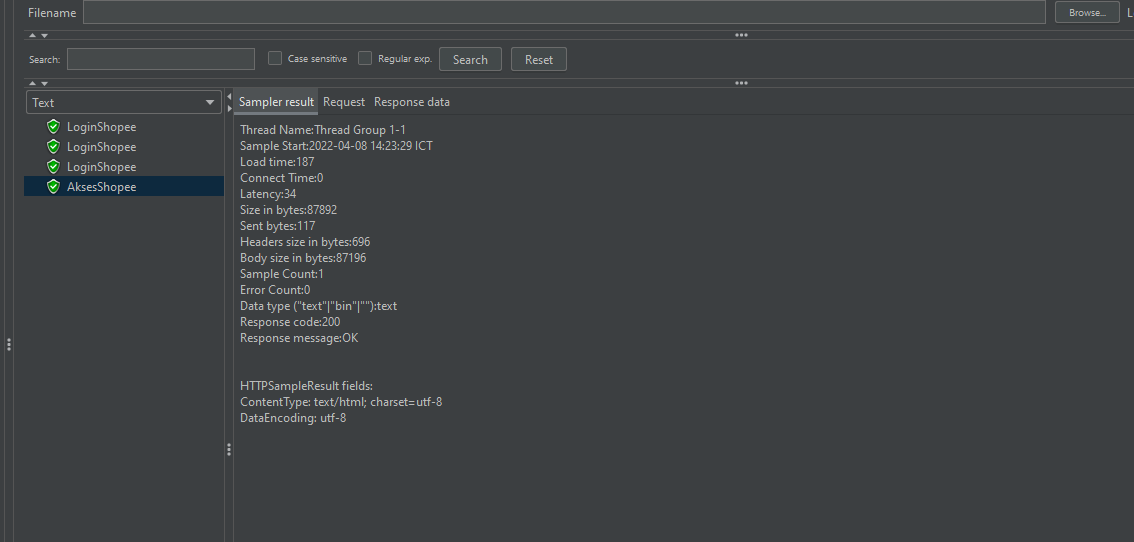 Filename
Browse...
L
Search:
Case sensitive
Regular exp.
Search
Reset
Text
LoginShopee
LoginShopee
LoginShopee
AksesShopee
Sampler result
Request
Response data
Thread Name:Thread Group 1-1
Sample Start:2022-04-08 14:23:29 ICT
Load time:187
Connect Time:0
Latency:34
Size in bytes:87892
Sent bytes:117
Headers size in bytes:696
Body size in bytes:87196
Sample Count:1
Error Count:0
Data type ("text"|"bin"|""):text
Response code:200
Response message:OK
HTTPSampleResult fields:
ContentType: text/html; charset=utf-8
DataEncoding: utf-8